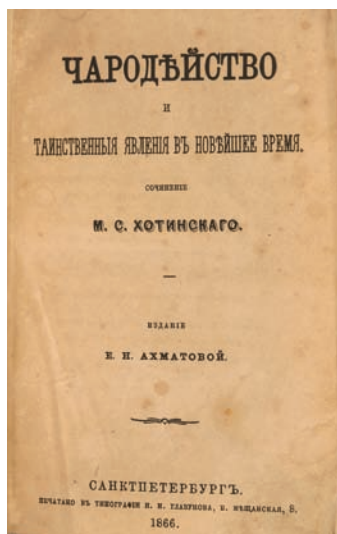 ЧАРОДѢЙСТВО
И
ТАИНСТВЕННЫЯ ЯВЛЕНІЯ ВЪ НОВѢЙШЕЕ ВРЕМЯ.
СОЧИНЕНІЕ
М. С. ХОТИНСКАГО.
ИЗДАНІЕ
Е. Н. АХМАТОВОЙ.
САНКТПЕТЕРБУРГЪ.
ПЕЧАТАНО ВЪ ТИПОГРАФІИ И. И. ГЛАЗУНОВА, Б. МѢЩАНСКАЯ, 8.
1866.